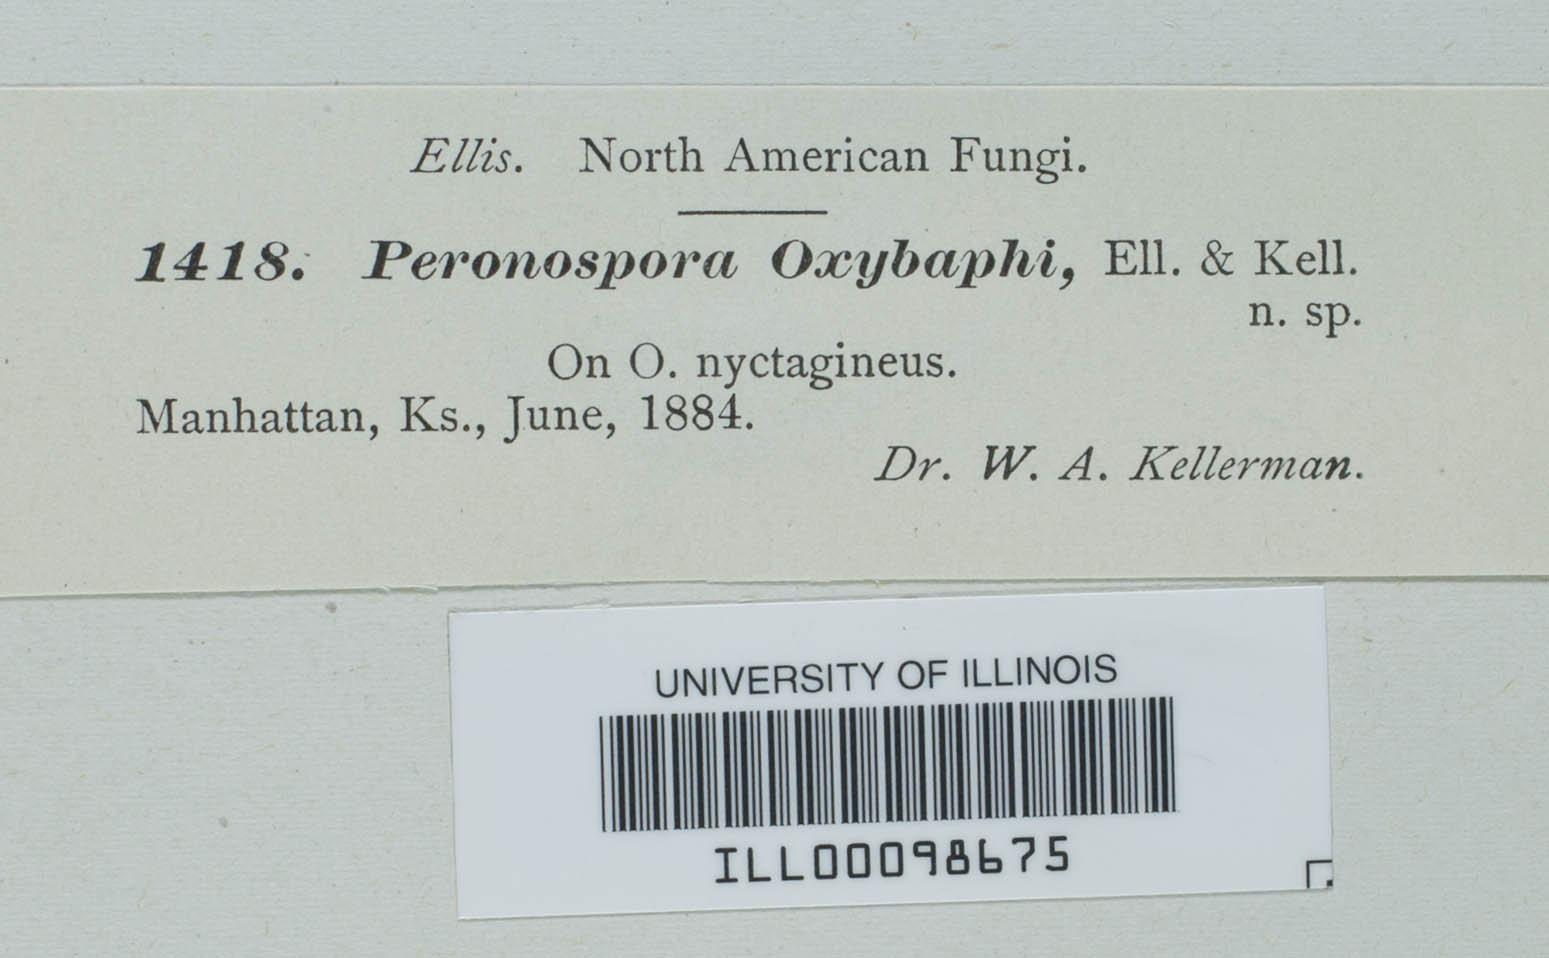 Ellis. North American Fungi.
1418. Peronospora Oxybaphi, Ell. & Kell.
n. sp.
On O. nyctagineus.
Manhattan, Ks., June, 1884.
Dr. W. A. Kellerman.
UNIVERSITY OF ILLINOIS
ILL00098675